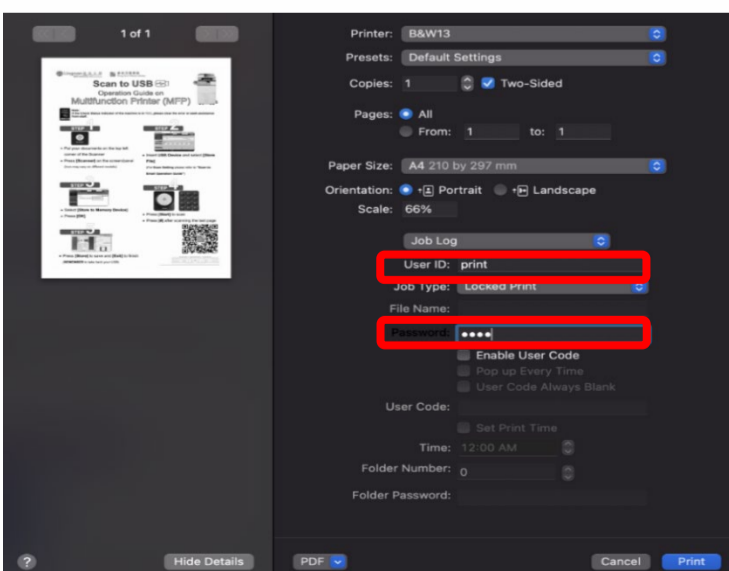 1 of 1
Scan to USB
Operation Guide on
Multifunction Printer (MFP)
Printer: B&W13
Presets: Default Settings
Copies: 1 Two-Sided
Pages: All
From: 1 to: 1
Paper Size: A4 210 by 297 mm
Orientation: Portrait Landscape
Scale: 66%
Job Log
User ID: print
Job Type: Locked Print
File Name:
Password: ••••
Enable User Code
Pop up Every Time
User Code Always Blank
User Code:
Set Print Time
Time: 12:00 AM
Folder Number: 0
Folder Password:
? Hide Details PDF Cancel Print